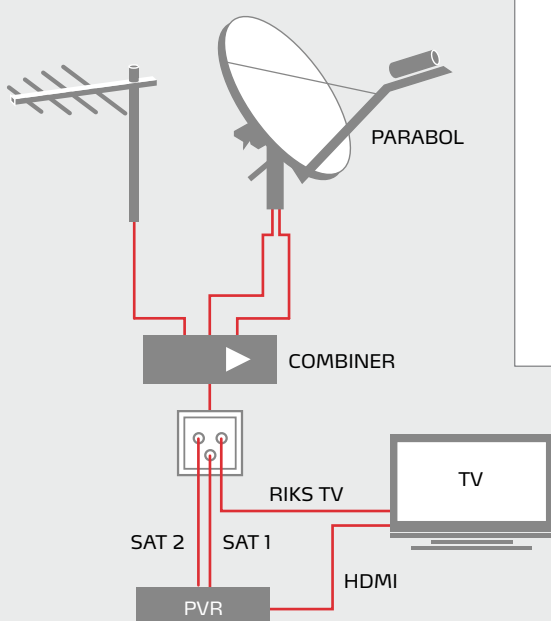 PARABOL
COMBINER
RIKS TV
TV
SAT 2
SAT 1
HDMI
PVR